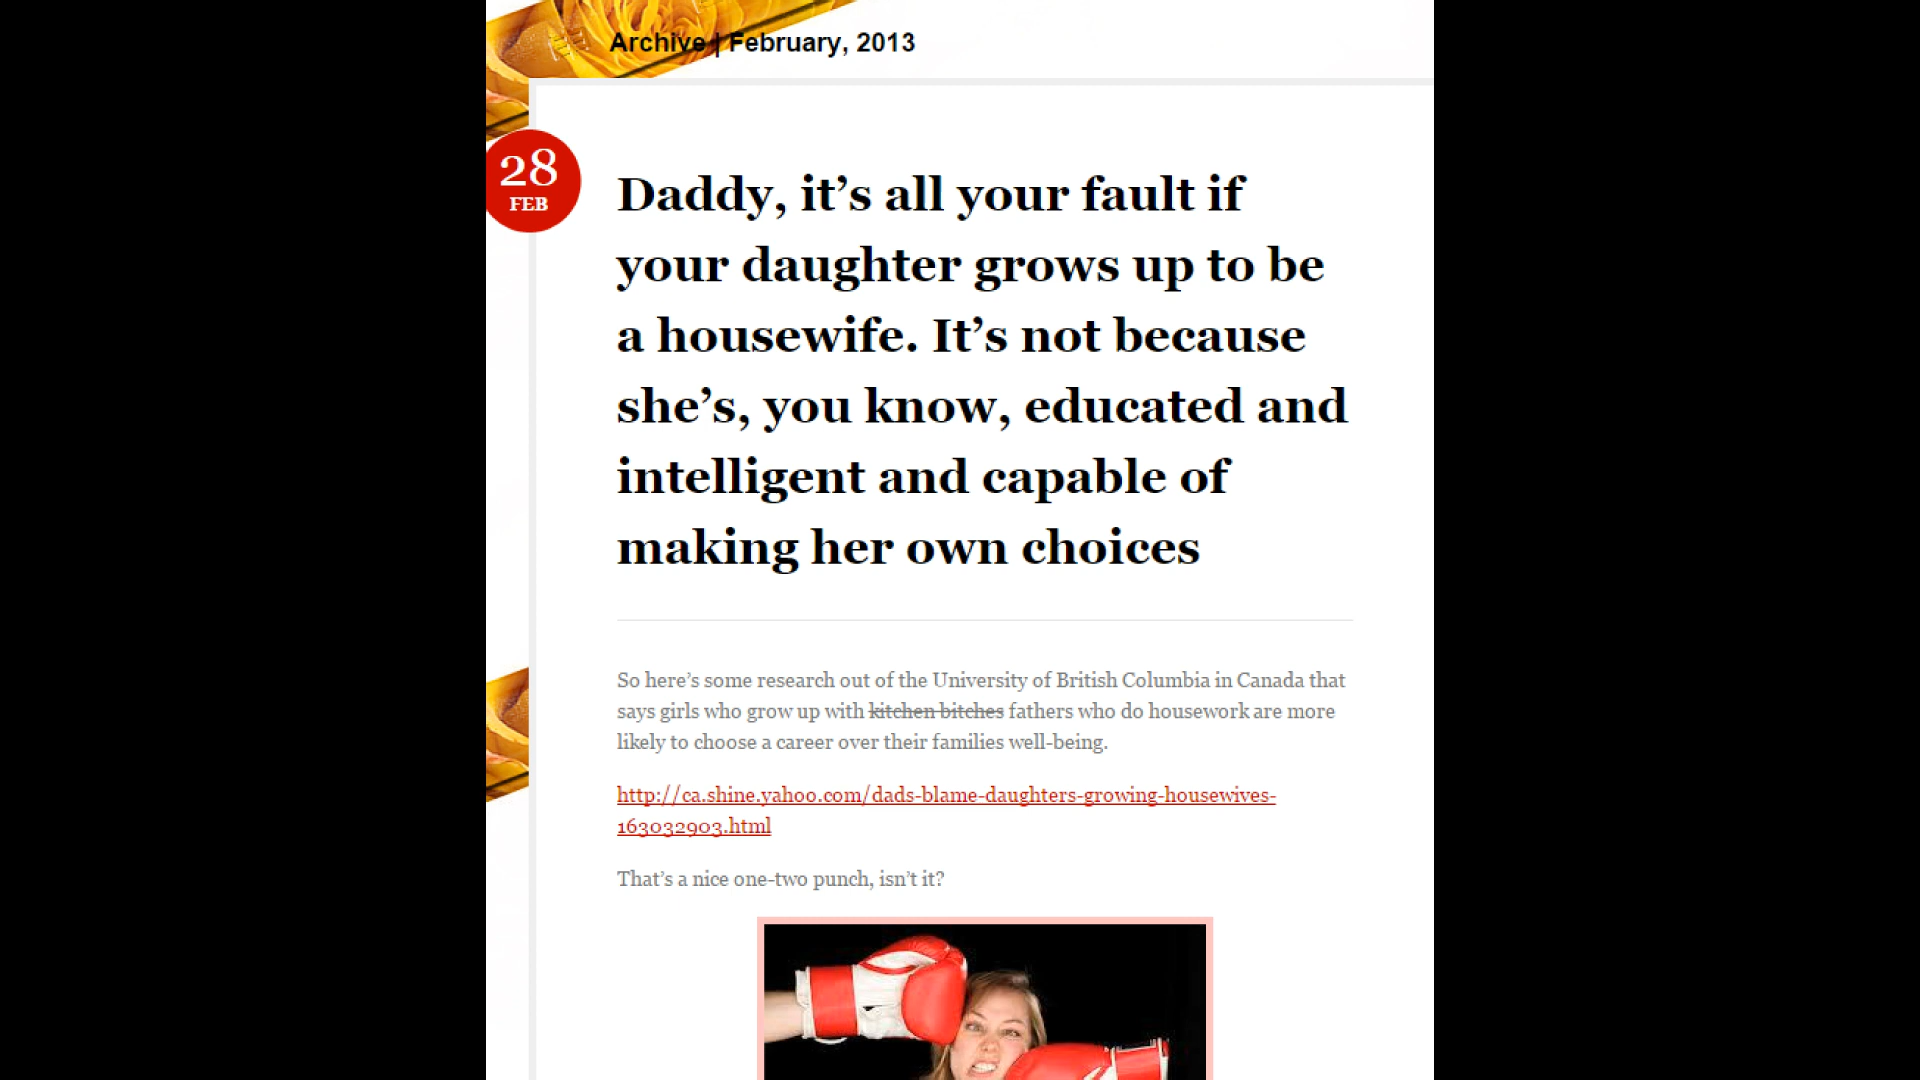 Archive | February, 2013
28
FEB
Daddy, it’s all your fault if
your daughter grows up to be
a housewife. It’s not because
she’s, you know, educated and
intelligent and capable of
making her own choices
So here’s some research out of the University of British Columbia in Canada that
says girls who grow up with kitchen bitches fathers who do housework are more
likely to choose a career over their families well-being.
http://ca.shine.yahoo.com/dads-blame-daughters-growing-housewives-
163032903.html
That’s a nice one-two punch, isn’t it?